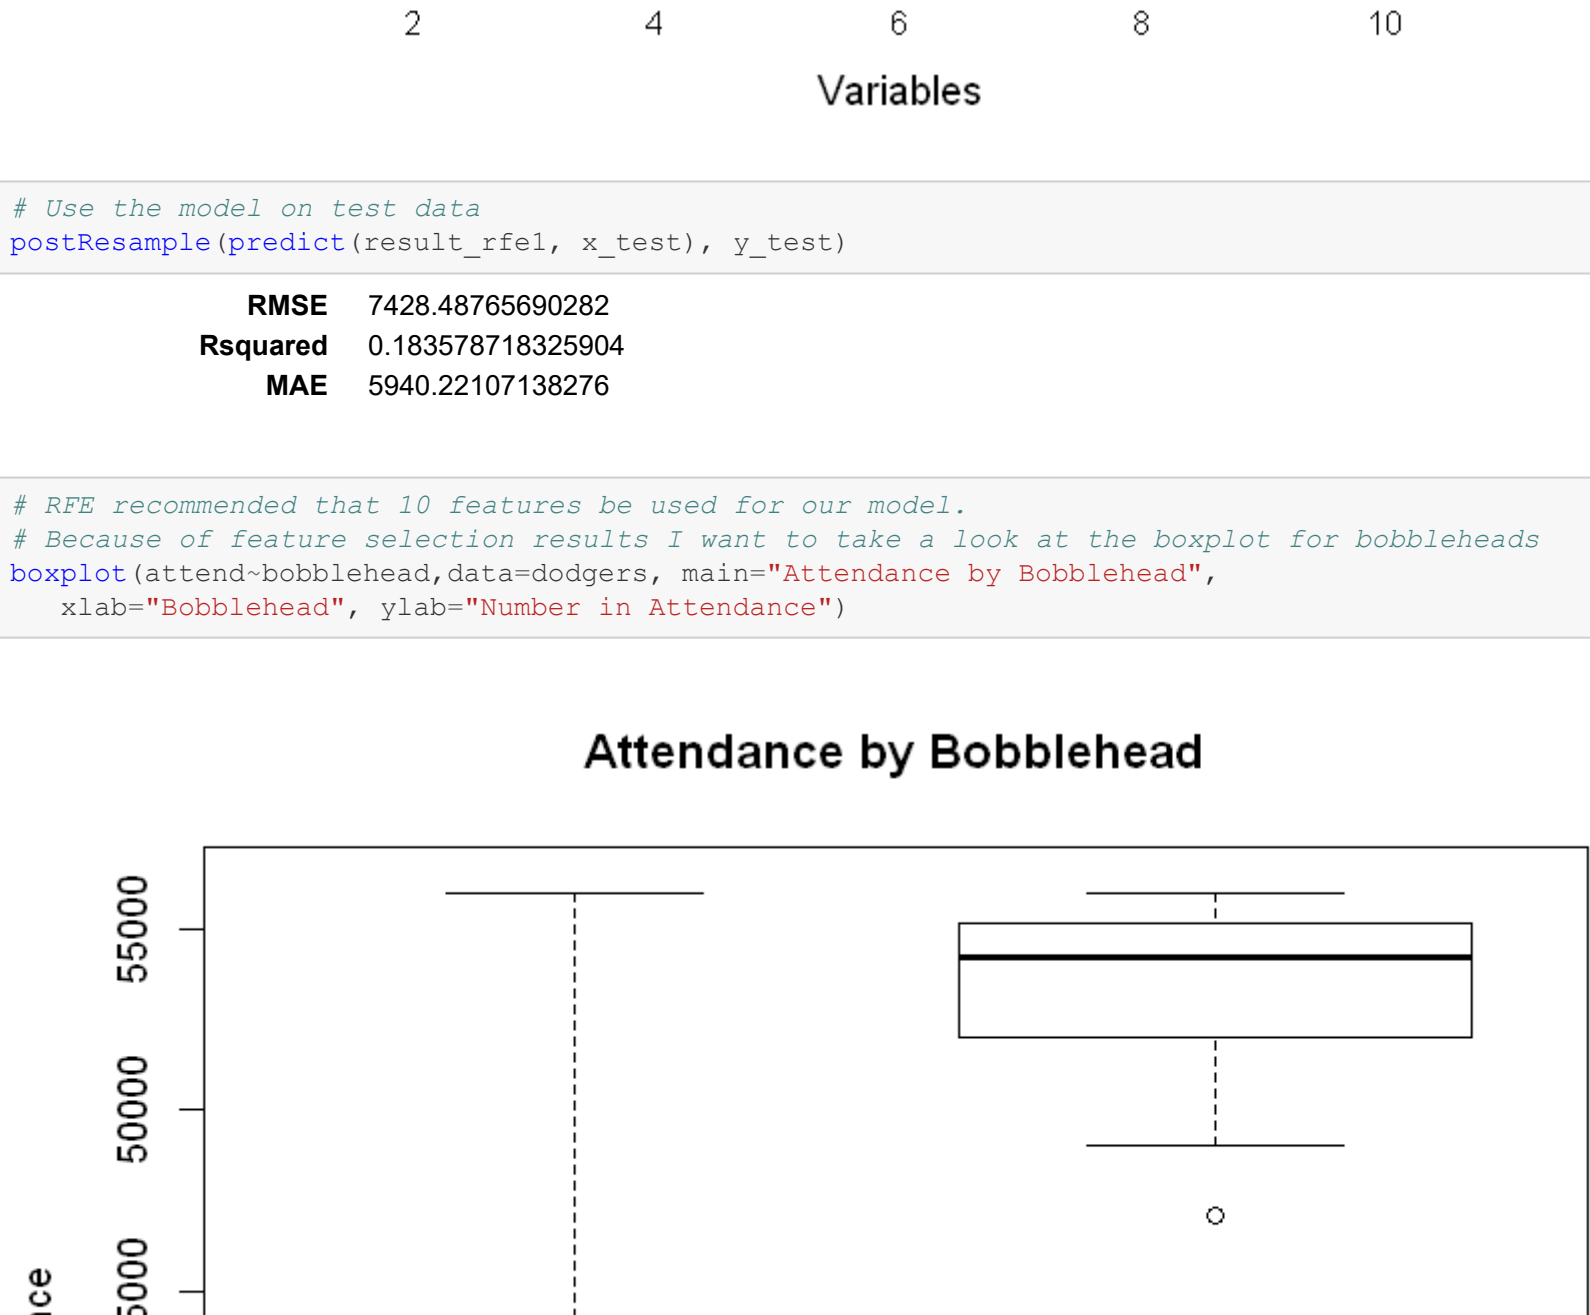 2 4 6 8 10
Variables
# Use the model on test data
postResample(predict(result_rfe1, x_test), y_test)
RMSE 7428.48765690282
Rsquared 0.183578718325904
MAE 5940.22107138276
# RFE recommended that 10 features be used for our model.
# Because of feature selection results I want to take a look at the boxplot for bobbleheads
boxplot(attend~bobblehead,data=dodgers, main="Attendance by Bobblehead",
xlab="Bobblehead", ylab="Number in Attendance")
Attendance by Bobblehead
55000
50000